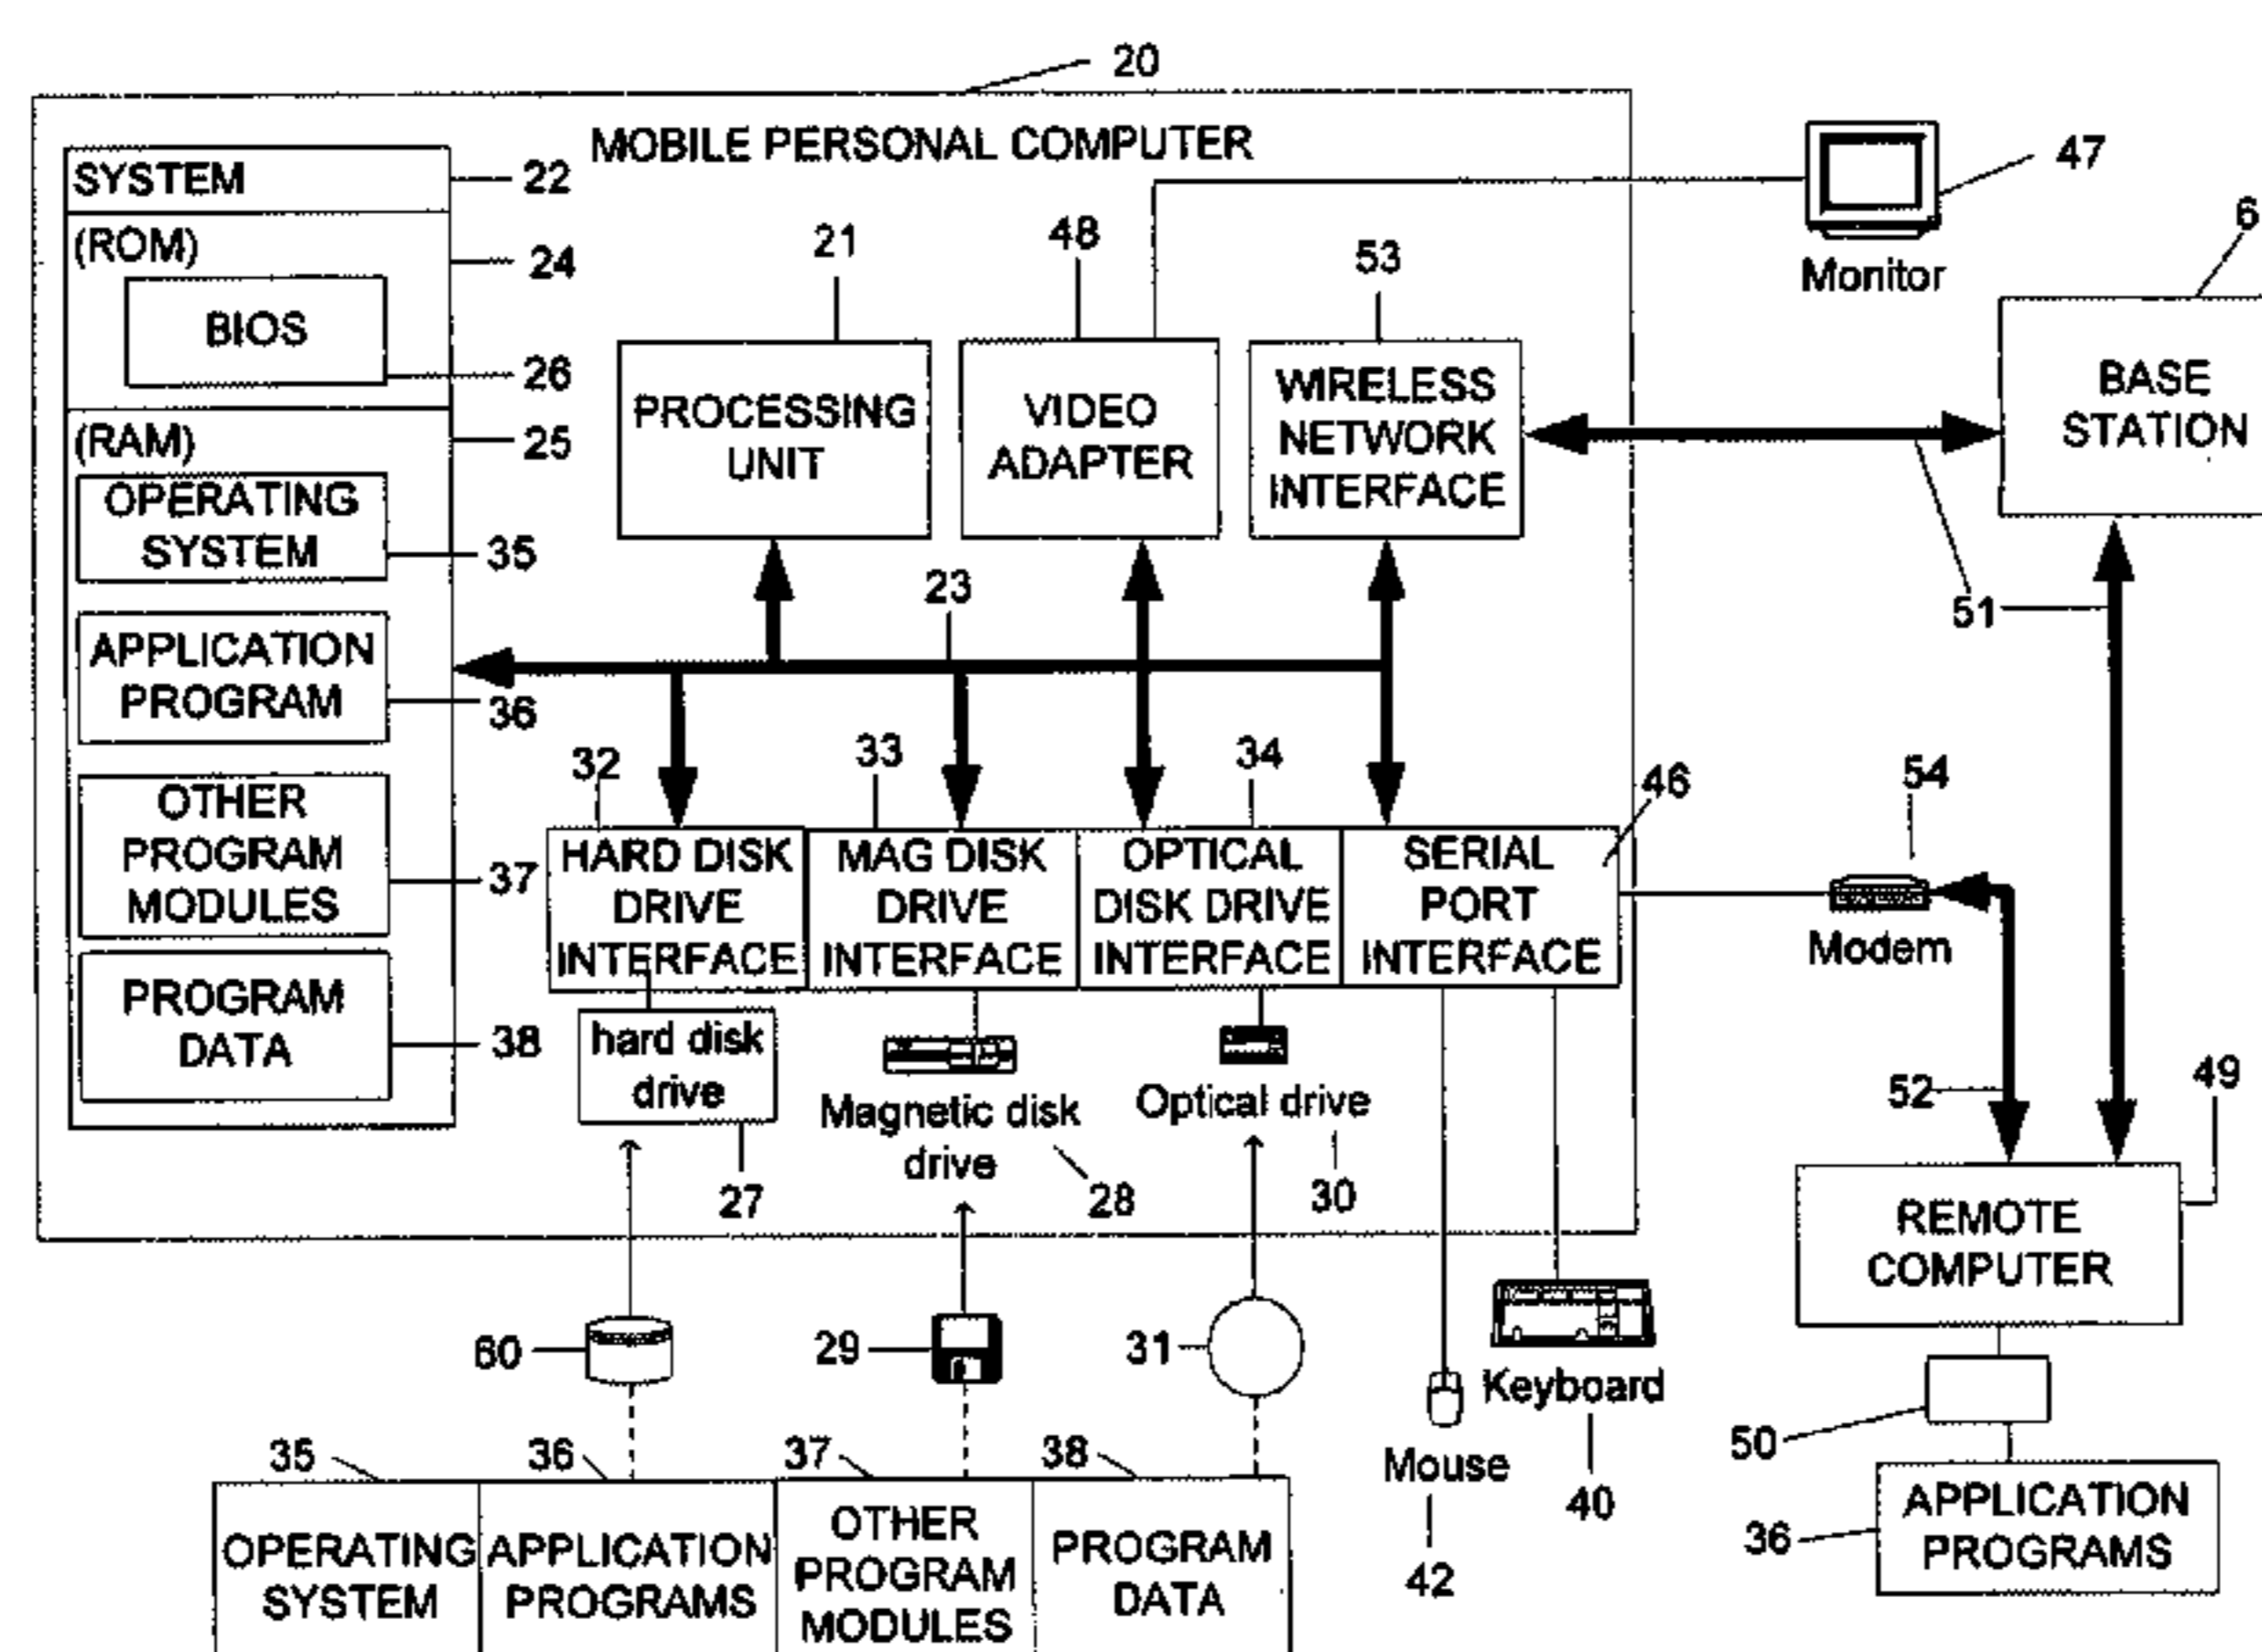 20
MOBILE PERSONAL COMPUTER
SYSTEM
22
(ROM)
24
BIOS
26
(RAM)
25
OPERATING
SYSTEM
35
APPLICATION
PROGRAM
36
OTHER
PROGRAM
MODULES
37
PROGRAM
DATA
38
21
PROCESSING
UNIT
48
VIDEO
ADAPTER
53
WIRELESS
NETWORK
INTERFACE
23
47
Monitor
6
BASE
STATION
51
32
HARD DISK
DRIVE
INTERFACE
33
MAG DISK
DRIVE
INTERFACE
34
OPTICAL
DISK DRIVE
INTERFACE
46
SERIAL
PORT
INTERFACE
54
Modem
hard disk
drive
27
Magnetic disk
drive
28
Optical drive
30
52
49
REMOTE
COMPUTER
60
29
31
Keyboard
40
Mouse
42
50
36
APPLICATION
PROGRAMS
35
36
37
38
OPERATING
SYSTEM
APPLICATION
PROGRAMS
OTHER
PROGRAM
MODULES
PROGRAM
DATA